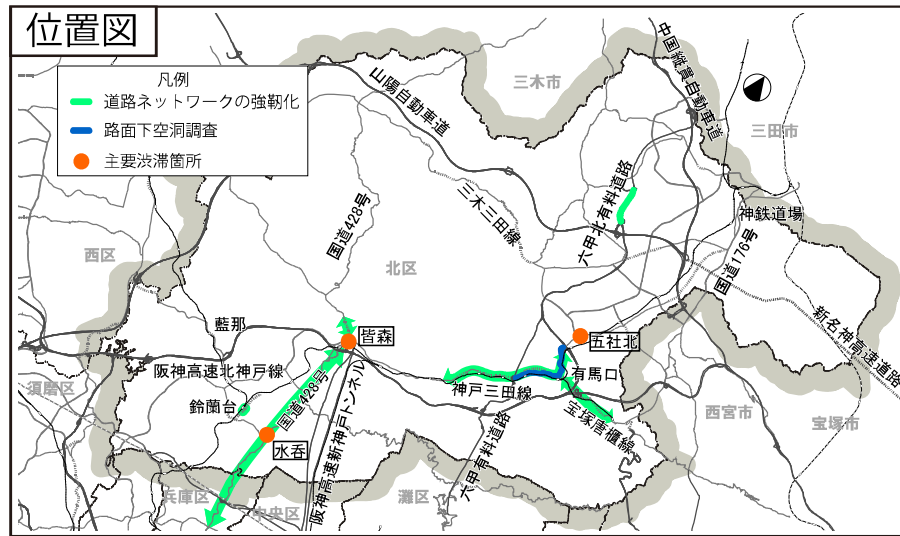 位置図
凡例
道路ネットワークの強靭化
路面下空洞調査
主要渋滞箇所
山陽自動車道
三木市
中国縦貫自動車道
三田市
国道428号
三木三田線
六甲北有料道路
神鉄道場
国道176号
西区
北区
新名神高速道路
藍那
皆森
五社北
阪神高速北神戸線
有馬口
須磨区
神戸三田線
鈴蘭台
国道428号
阪神高速新神戸トンネル
宝塚唐櫃線
西宮市
宝塚市
水呑
六甲有料道路
兵庫区
中央区
灘区